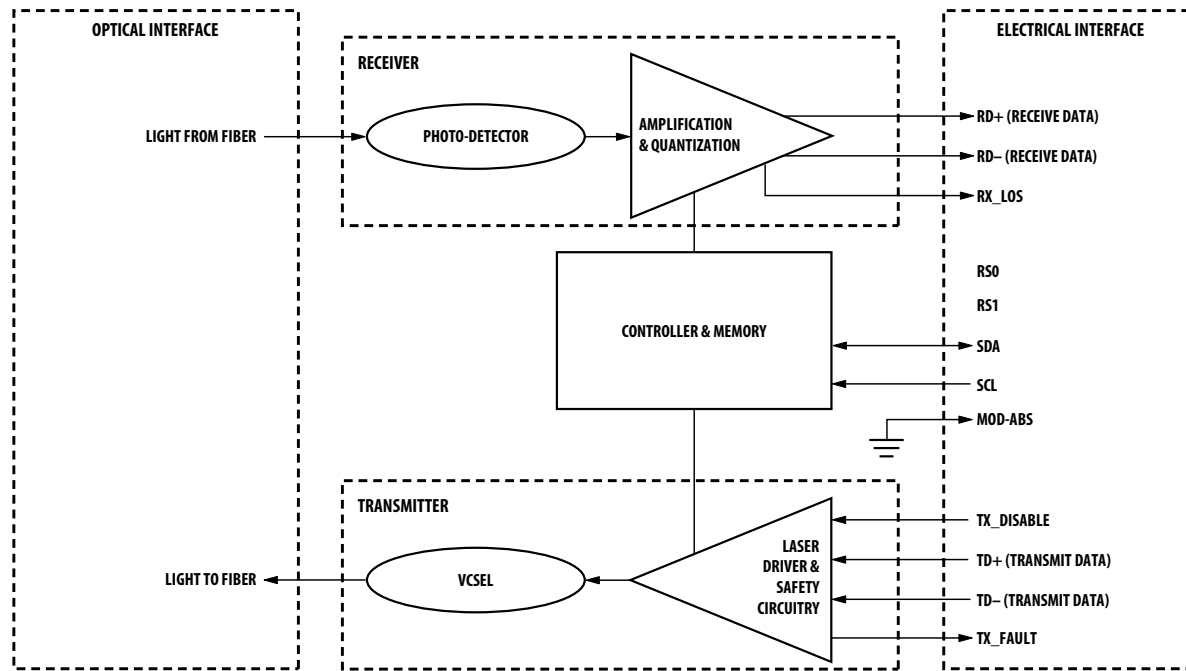 OPTICAL INTERFACE
ELECTRICAL INTERFACE
RECEIVER
LIGHT FROM FIBER
PHOTO-DETECTOR
AMPLIFICATION
& QUANTIZATION
RD+ (RECEIVE DATA)
RD– (RECEIVE DATA)
RX_LOS
RS0
RS1
CONTROLLER & MEMORY
SDA
SCL
MOD-ABS
TRANSMITTER
LIGHT TO FIBER
VCSEL
LASER
DRIVER &
SAFETY
CIRCUITRY
TX_DISABLE
TD+ (TRANSMIT DATA)
TD– (TRANSMIT DATA)
TX_FAULT